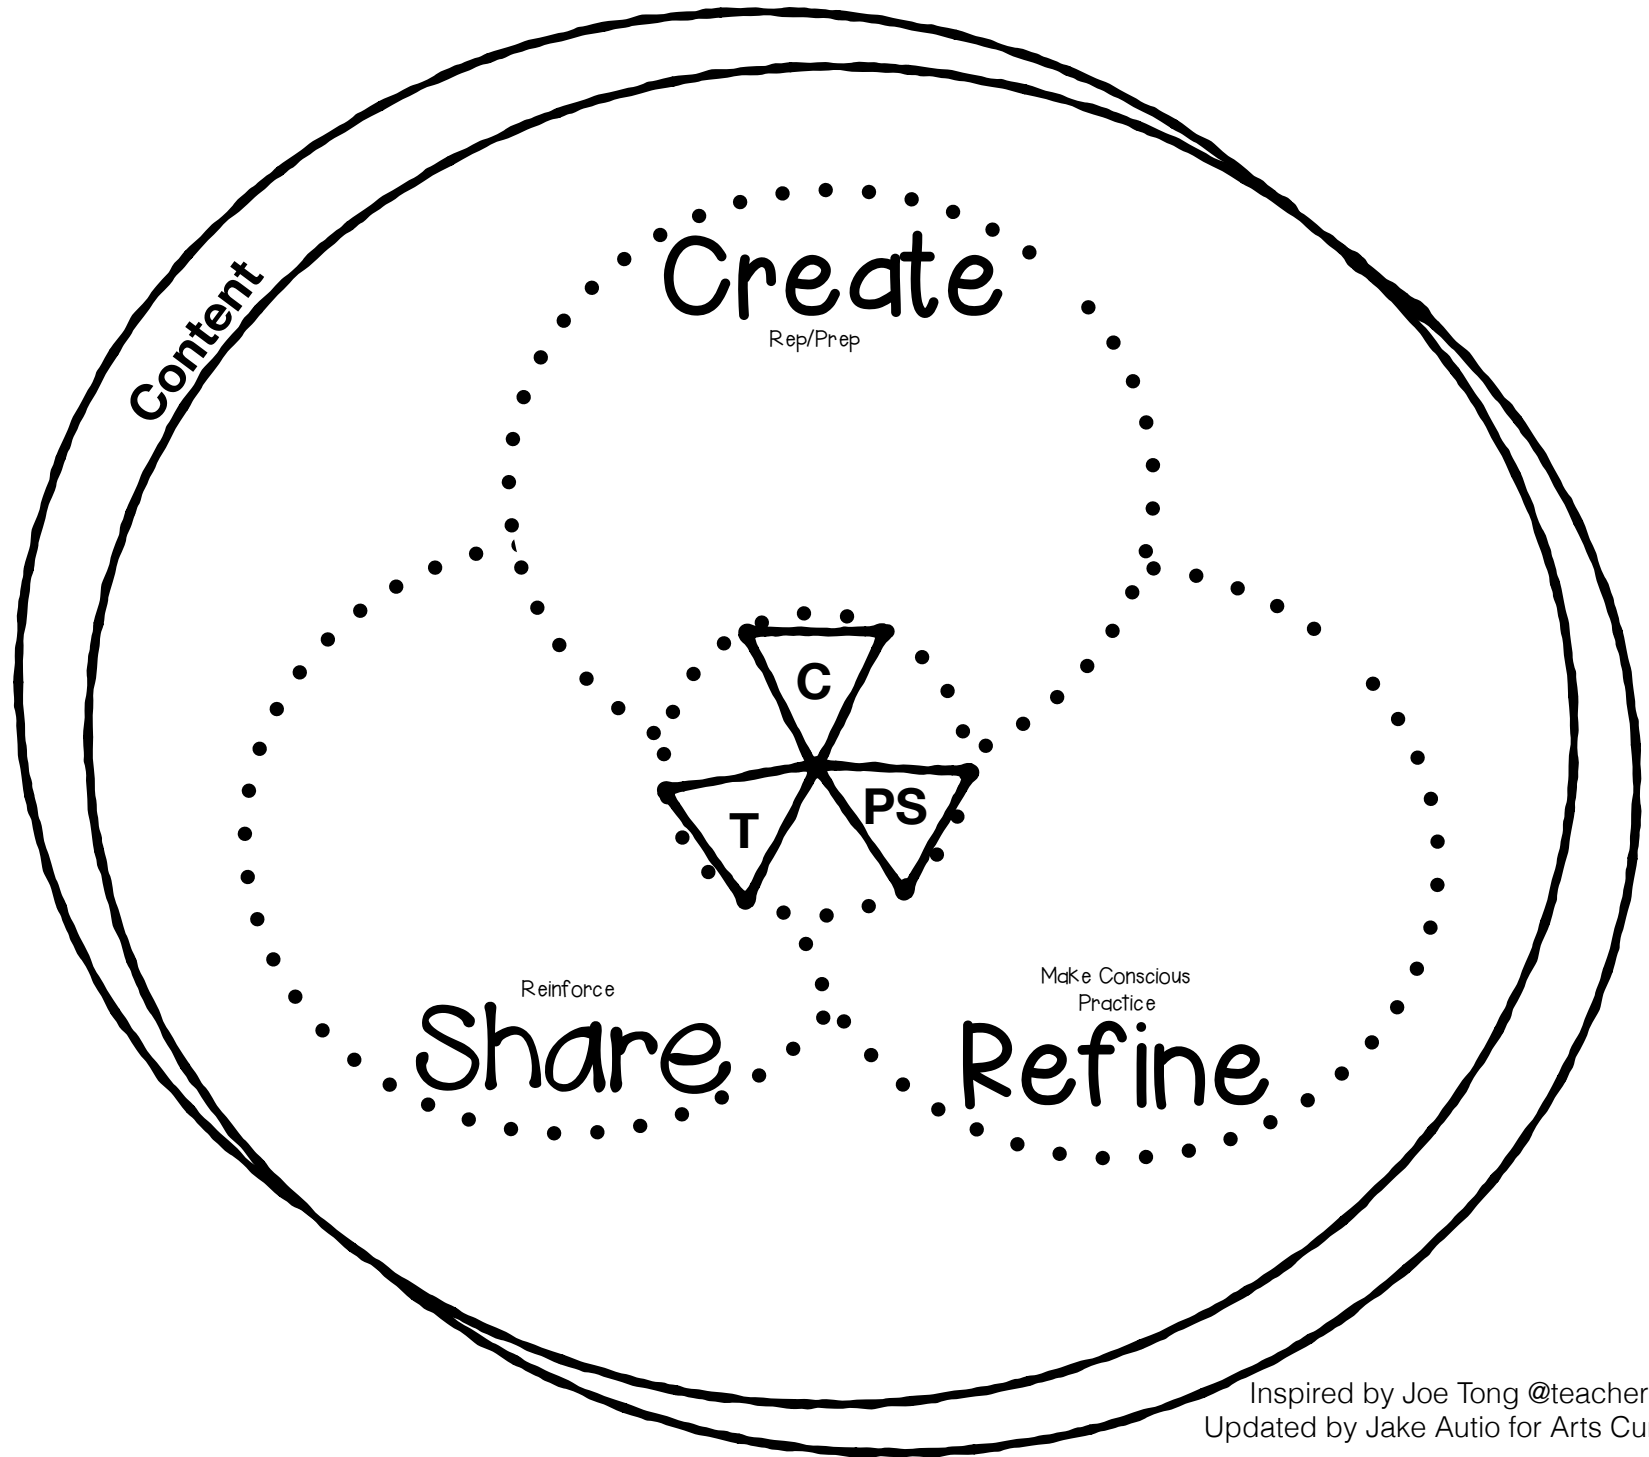 Content
Create
Rep/Prep
C
PS
T
Reinforce
Share
Make Conscious
Practice
Refine
Inspired by Joe Tong @teacher
Updated by Jake Autio for Arts